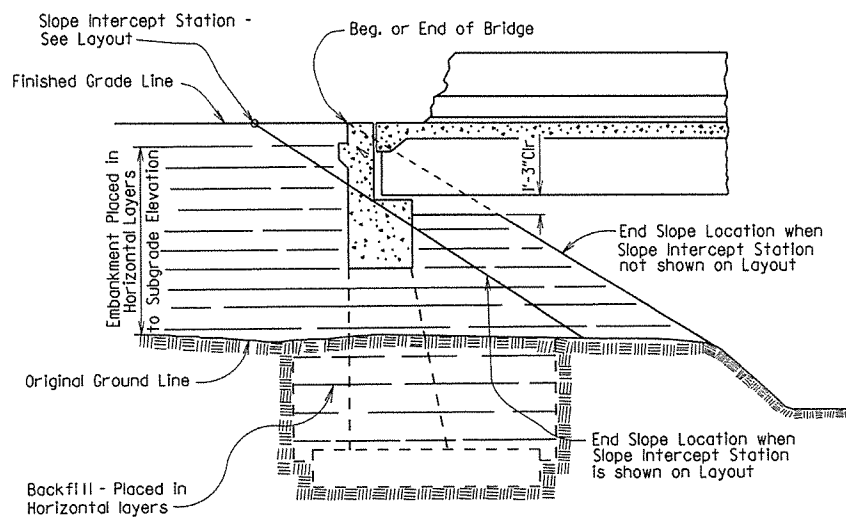 Slope Intercept Station -
See Layout
Beg. or End of Bridge
Finished Grade Line
Embankment Placed in
Horizontal Layers
to Subgrade Elevation
1'-3"Clr.
End Slope Location when
Slope Intercept Station
not shown on Layout
Original Ground Line
End Slope Location when
Slope Intercept Station
is shown on Layout
Backfill - Placed in
Horizontal layers